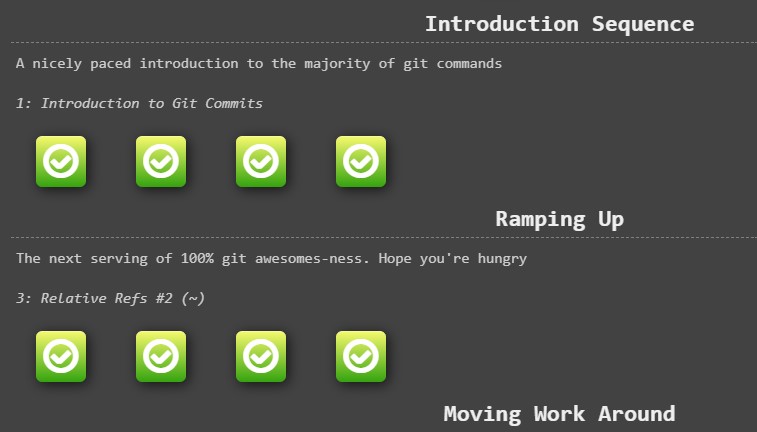 Introduction Sequence
A nicely paced introduction to the majority of git commands
1: Introduction to Git Commits
Ramping Up
The next serving of 100% git awesomes-ness. Hope you're hungry
3: Relative Refs #2 (~)
Moving Work Around